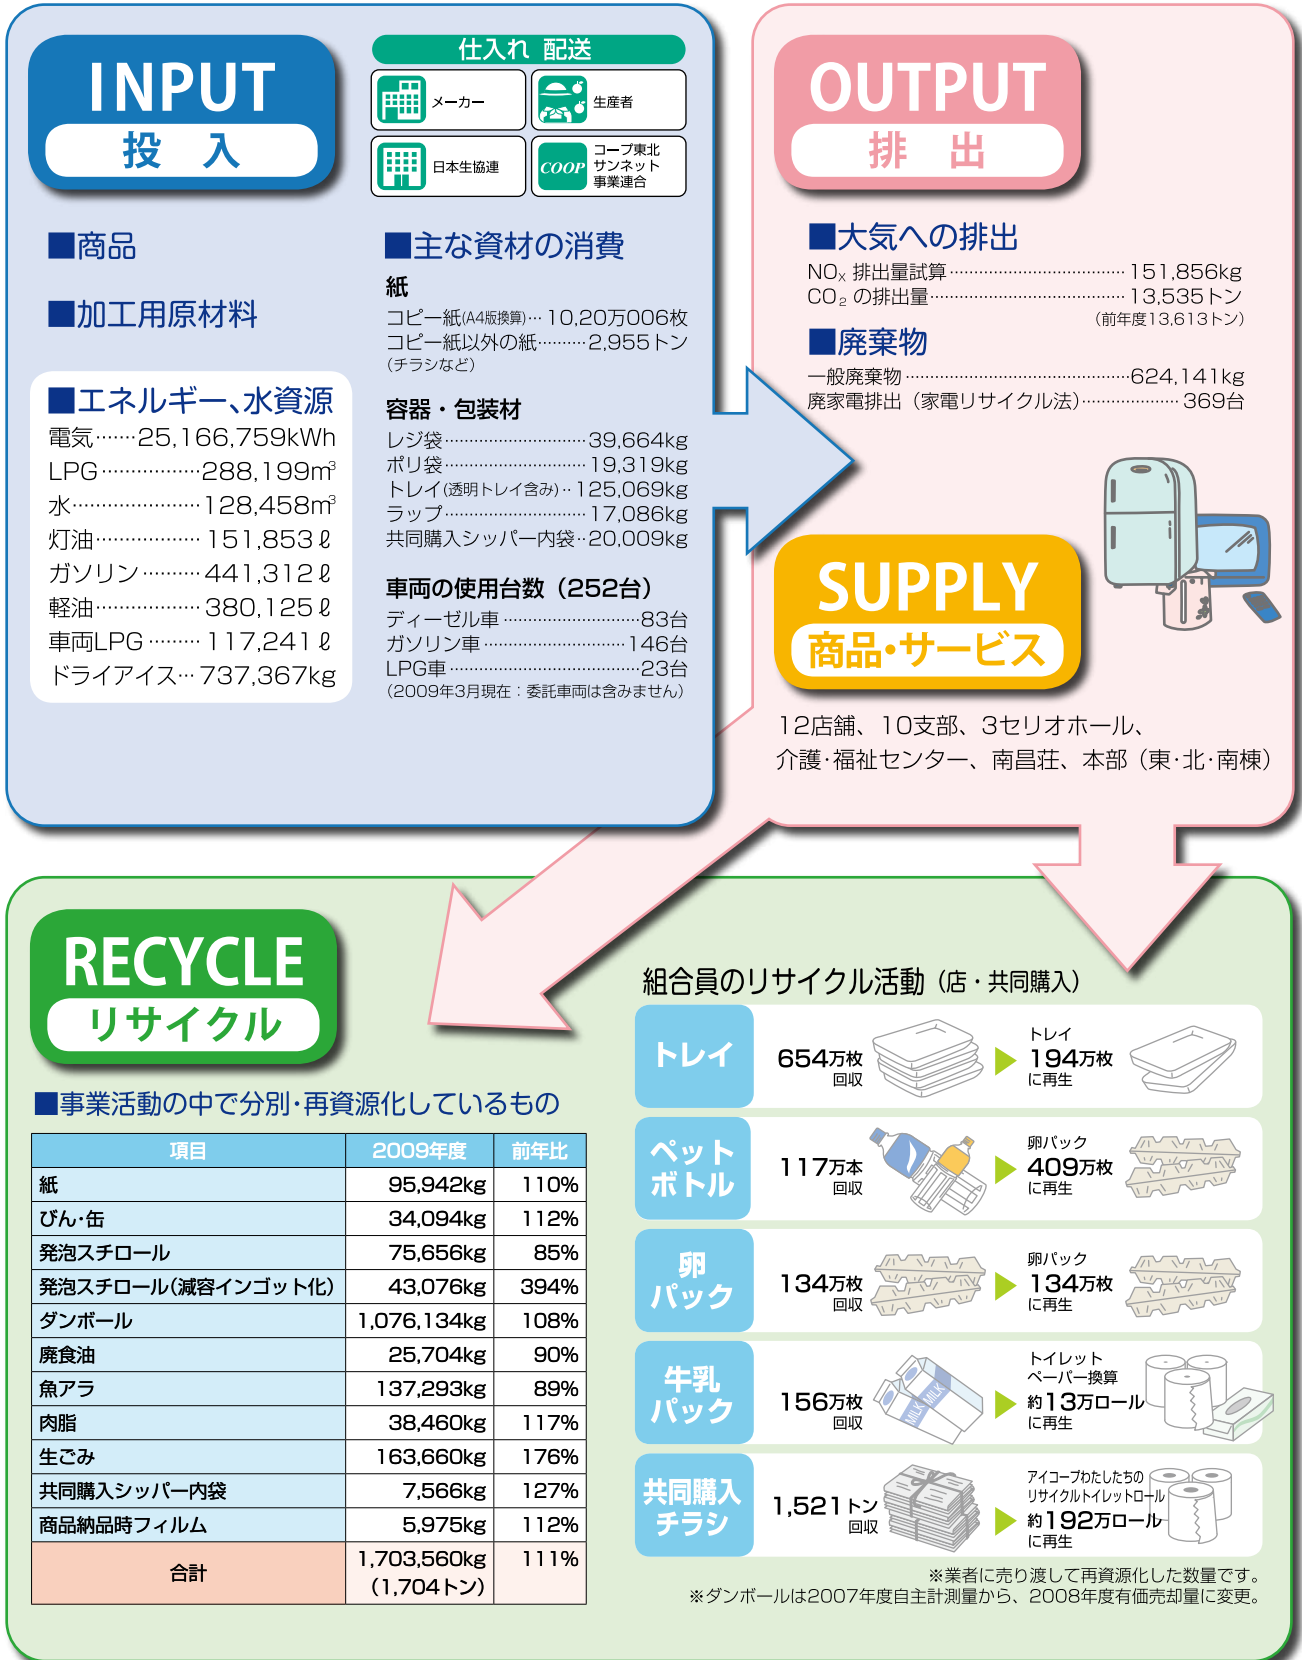 INPUT
投 入
仕入れ 配送
メーカー
生産者
日本生協連
COOP
コープ東北
サンネット
事業連合
■商品
■加工用原材料
■エネルギー、水資源
電気……25,166,759kWh
LPG………………288,199m³
水…………………128,458m³
灯油………………151,853ℓ
ガソリン………441,312ℓ
軽油………………380,125ℓ
車両LPG………117,241ℓ
ドライアイス…737,367kg
■主な資材の消費
紙
コピー紙(A4版換算)…10,20万006枚
コピー紙以外の紙………2,955トン
(チラシなど)
容器・包装材
レジ袋………………………39,664kg
ポリ袋………………………19,319kg
トレイ(透明トレイ含み)‥125,069kg
ラップ………………………17,086kg
共同購入シッパー内袋‥20,009kg
車両の使用台数（252台）
ディーゼル車………………………83台
ガソリン車………………………146台
LPG車………………………………23台
（2009年3月現在：委託車両は含みません）
OUTPUT
排 出
■大気への排出
NOx 排出量試算……………………………151,856kg
CO₂ の排出量………………………………13,535トン
（前年度13,613トン）
■廃棄物
一般廃棄物……………………………………624,141kg
廃家電排出（家電リサイクル法）………………369台
SUPPLY
商品・サービス
12店舗、10支部、3セリオホール、
介護・福祉センター、南昌荘、本部（東・北・南棟）
RECYCLE
リサイクル
■事業活動の中で分別・再資源化しているもの
項目 2009年度 前年比
紙 95,942kg 110%
びん・缶 34,094kg 112%
発泡スチロール 75,656kg 85%
発泡スチロール（減容インゴット化） 43,076kg 394%
ダンボール 1,076,134kg 108%
廃食油 25,704kg 90%
魚アラ 137,293kg 89%
肉脂 38,460kg 117%
生ごみ 163,660kg 176%
共同購入シッパー内袋 7,566kg 127%
商品納品時フィルム 5,975kg 112%
合計 1,703,560kg 111%
（1,704トン）
組合員のリサイクル活動（店・共同購入）
トレイ
654万枚
回収
トレイ
194万枚
に再生
ペット
ボトル
117万本
回収
卵パック
409万枚
に再生
卵
パック
134万枚
回収
卵パック
134万枚
に再生
牛乳
パック
156万枚
回収
MILK
MILK
トイレット
ペーパー換算
約13万ロール
に再生
共同購入
チラシ
1,521トン
回収
アイコープわたしたちの
リサイクルトイレットロール
約192万ロール
に再生
※業者に売り渡して再資源化した数量です。
※ダンボールは2007年度自主計測量から、2008年度有価売却量に変更。